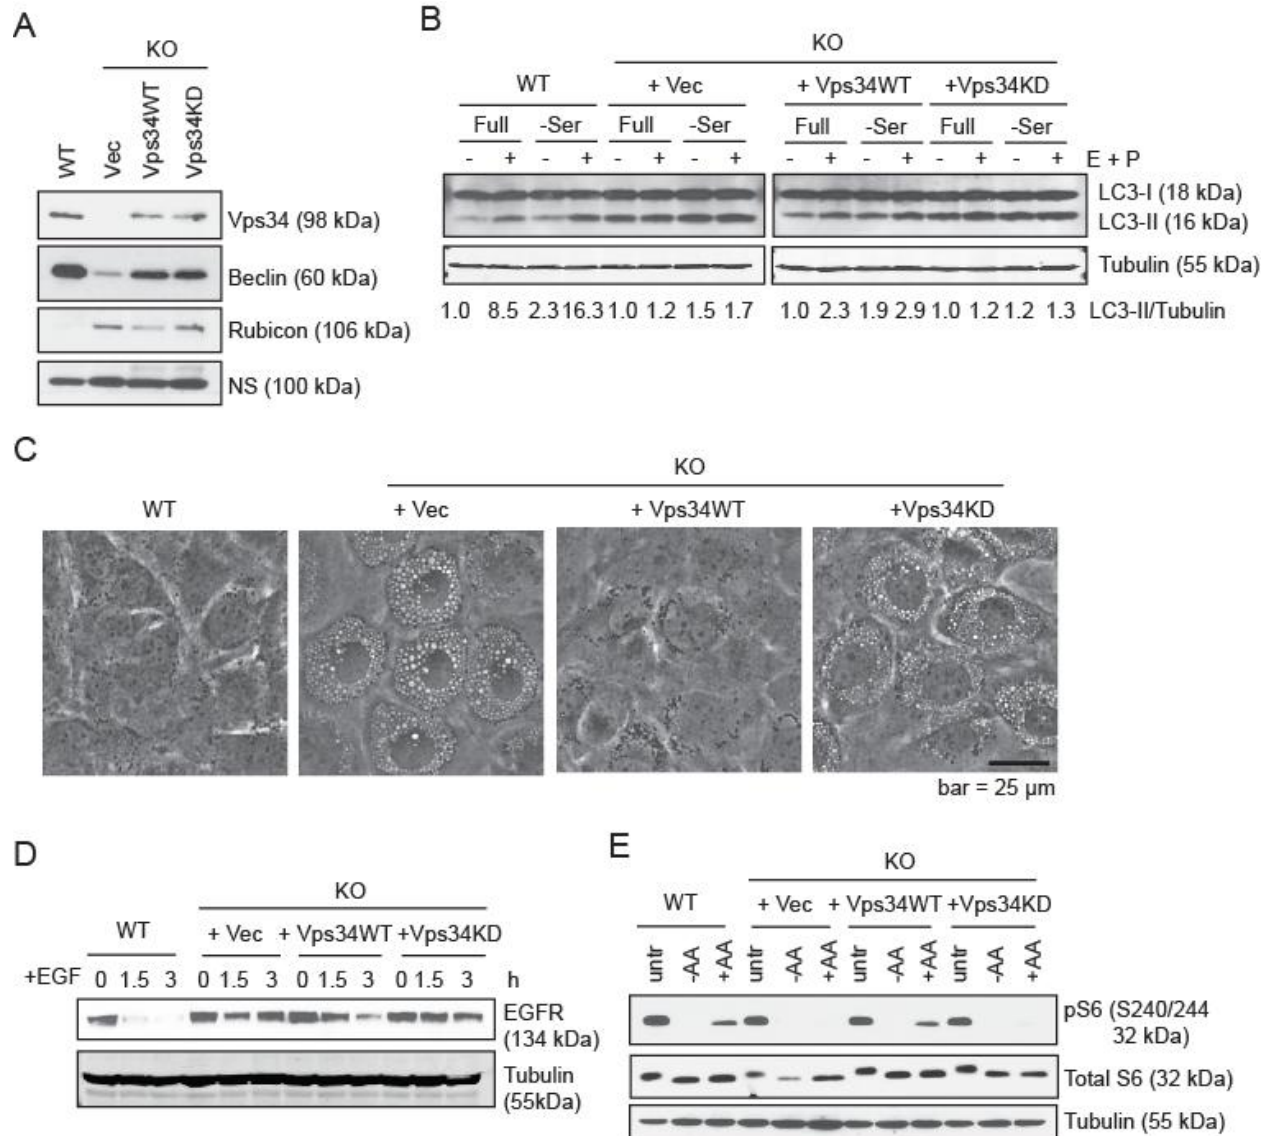 A
KO
WT
Vec
Vps34WT
Vps34KD
Vps34 (98 kDa)
Beclin (60 kDa)
Rubicon (106 kDa)
NS (100 kDa)
B
KO
WT + Vec + Vps34WT +Vps34KD
Full -Ser Full -Ser Full -Ser Full -Ser
- + - + - + - + - + - + - + - + E + P
LC3-I (18 kDa)
LC3-II (16 kDa)
Tubulin (55 kDa)
1.0 8.5 2.3 16.3 1.0 1.2 1.5 1.7 1.0 2.3 1.9 2.9 1.0 1.2 1.2 1.3 LC3-II/Tubulin
C
KO
WT + Vec + Vps34WT +Vps34KD
bar = 25 µm
D
KO
WT + Vec + Vps34WT +Vps34KD
+EGF 0 1.5 3 0 1.5 3 0 1.5 3 0 1.5 3 h
EGFR
(134 kDa)
Tubulin
(55kDa)
E
KO
WT + Vec + Vps34WT +Vps34KD
untr -AA +AA untr -AA +AA untr -AA +AA untr -AA +AA
pS6 (S240/244
32 kDa)
Total S6 (32 kDa)
Tubulin (55 kDa)